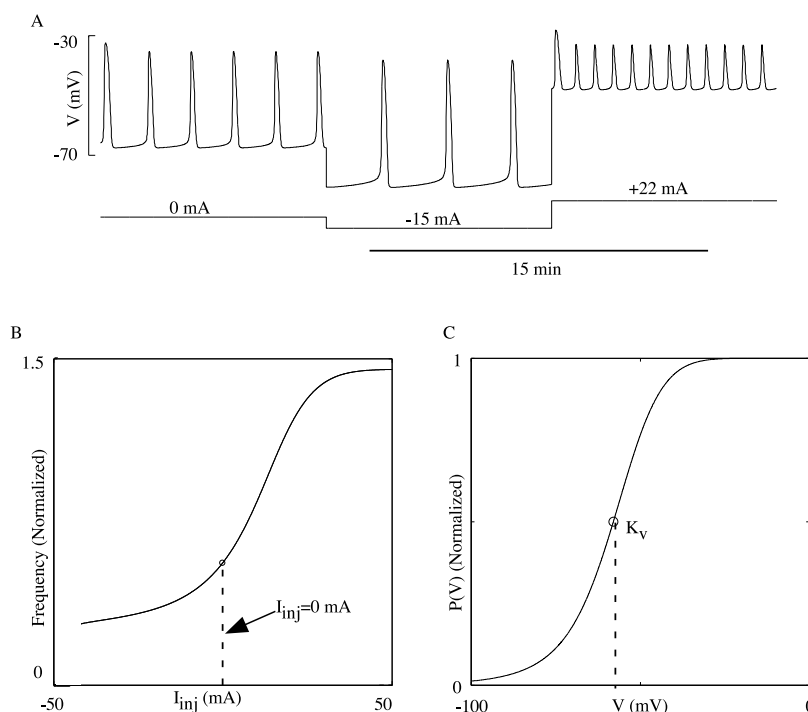 A
-30
V (mV)
-70
0 mA
-15 mA
+22 mA
15 min
B
1.5
Frequency (Normalized)
0
-50
I_inj (mA)
50
I_inj=0 mA
C
1
P(V) (Normalized)
0
-100
V (mV)
0
K_V